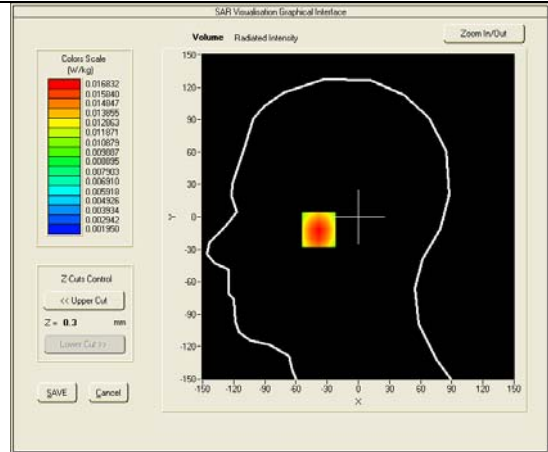 SAR Visualisation Graphical Interface
Volume Radiated Intensity
Zoom In/Out
Colors Scale
(W/kg)
0.016832
0.015840
0.014847
0.013855
0.012863
0.011871
0.010879
0.009887
0.008895
0.007903
0.006910
0.005918
0.004926
0.003934
0.002942
0.001950
Z-Cuts Control
<< Upper Cut
Z = 0.3 mm
Lower Cut >>
SAVE
Cancel
150
120
90
60
30
0
-30
-60
-90
-120
-150
Y
-150 -120 -90 -60 -30 0 30 60 90 120 150
X